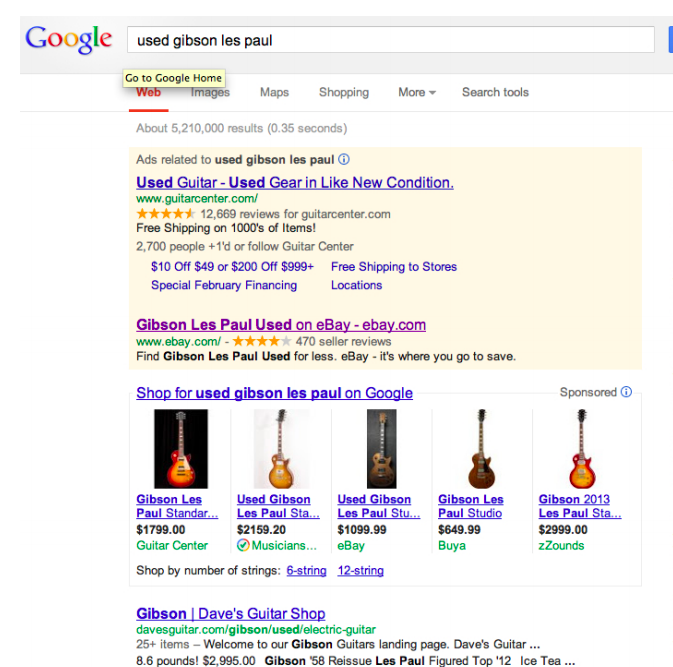 Google
used gibson les paul
Go to Google Home
Web Images Maps Shopping More Search tools
About 5,210,000 results (0.35 seconds)
Ads related to used gibson les paul
Used Guitar - Used Gear in Like New Condition.
www.guitarcenter.com/
12,669 reviews for guitarcenter.com
Free Shipping on 1000's of Items!
2,700 people +1'd or follow Guitar Center
$10 Off $49 or $200 Off $999+ Free Shipping to Stores
Special February Financing Locations
Gibson Les Paul Used on eBay - ebay.com
www.ebay.com/ - 470 seller reviews
Find Gibson Les Paul Used for less. eBay - it's where you go to save.
Shop for used gibson les paul on Google Sponsored
Gibson Les Used Gibson Used Gibson Gibson Les Gibson 2013
Paul Standar... Les Paul Sta... Les Paul Stu... Paul Studio Les Paul Sta...
$1799.00 $2159.20 $1099.99 $649.99 $2999.00
Guitar Center Musicians... eBay Buya zZounds
Shop by number of strings: 6-string 12-string
Gibson | Dave's Guitar Shop
davesguitar.com/gibson/used/electric-guitar
25+ items – Welcome to our Gibson Guitars landing page. Dave's Guitar ...
8.6 pounds! $2,995.00 Gibson '58 Reissue Les Paul Figured Top '12 Ice Tea ...